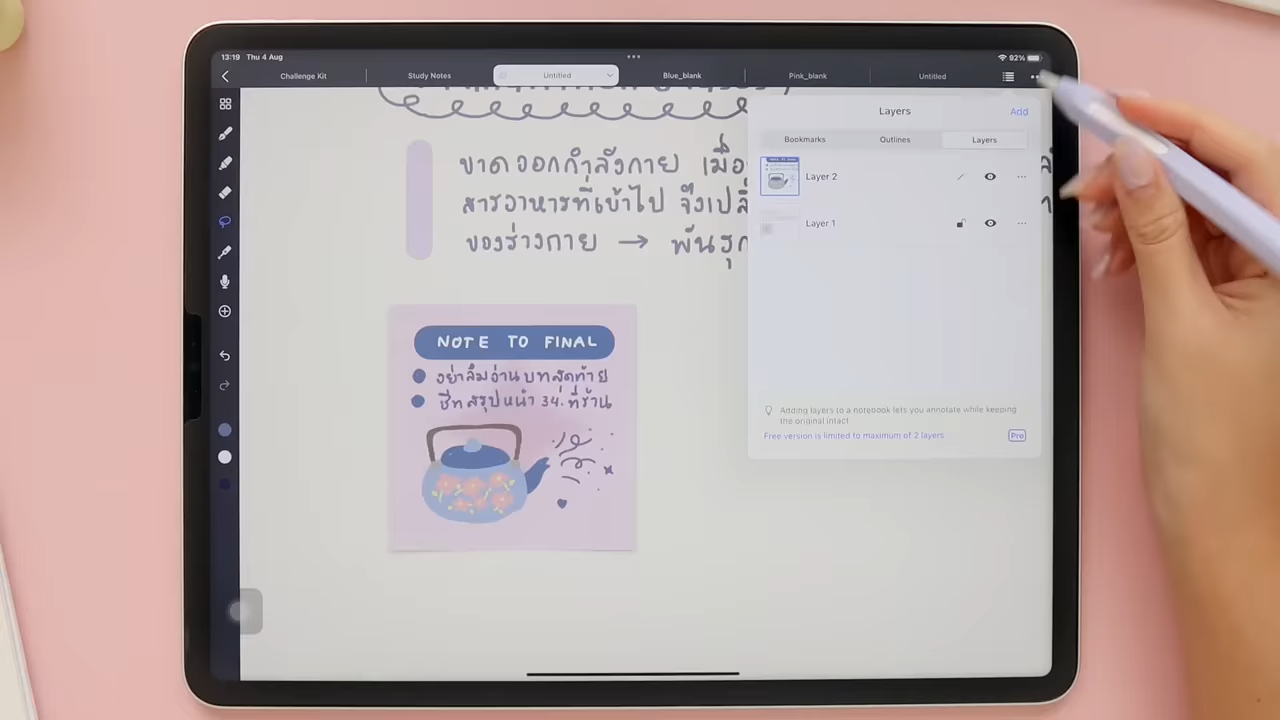 13:19 Thu 4 Aug
92%
Challenge Kit
Study Notes
Untitled
Blue_blank
Pink_blank
Untitled
Layers
Add
Bookmarks
Outlines
Layers
Layer 2
Layer 1
Adding layers to a notebook lets you annotate while keeping
the original intact
Free version is limited to maximum of 2 layers
Pro
ขาดออกกำลังกาย เมื่อ
สารอาหารที่เข้าไป จึงเปลี่
ของร่างกาย → พันธุก
NOTE TO FINAL
อย่าลืมอ่านบทสุดท้าย
ชีทสรุปหน้า 34. ที่ร้าน